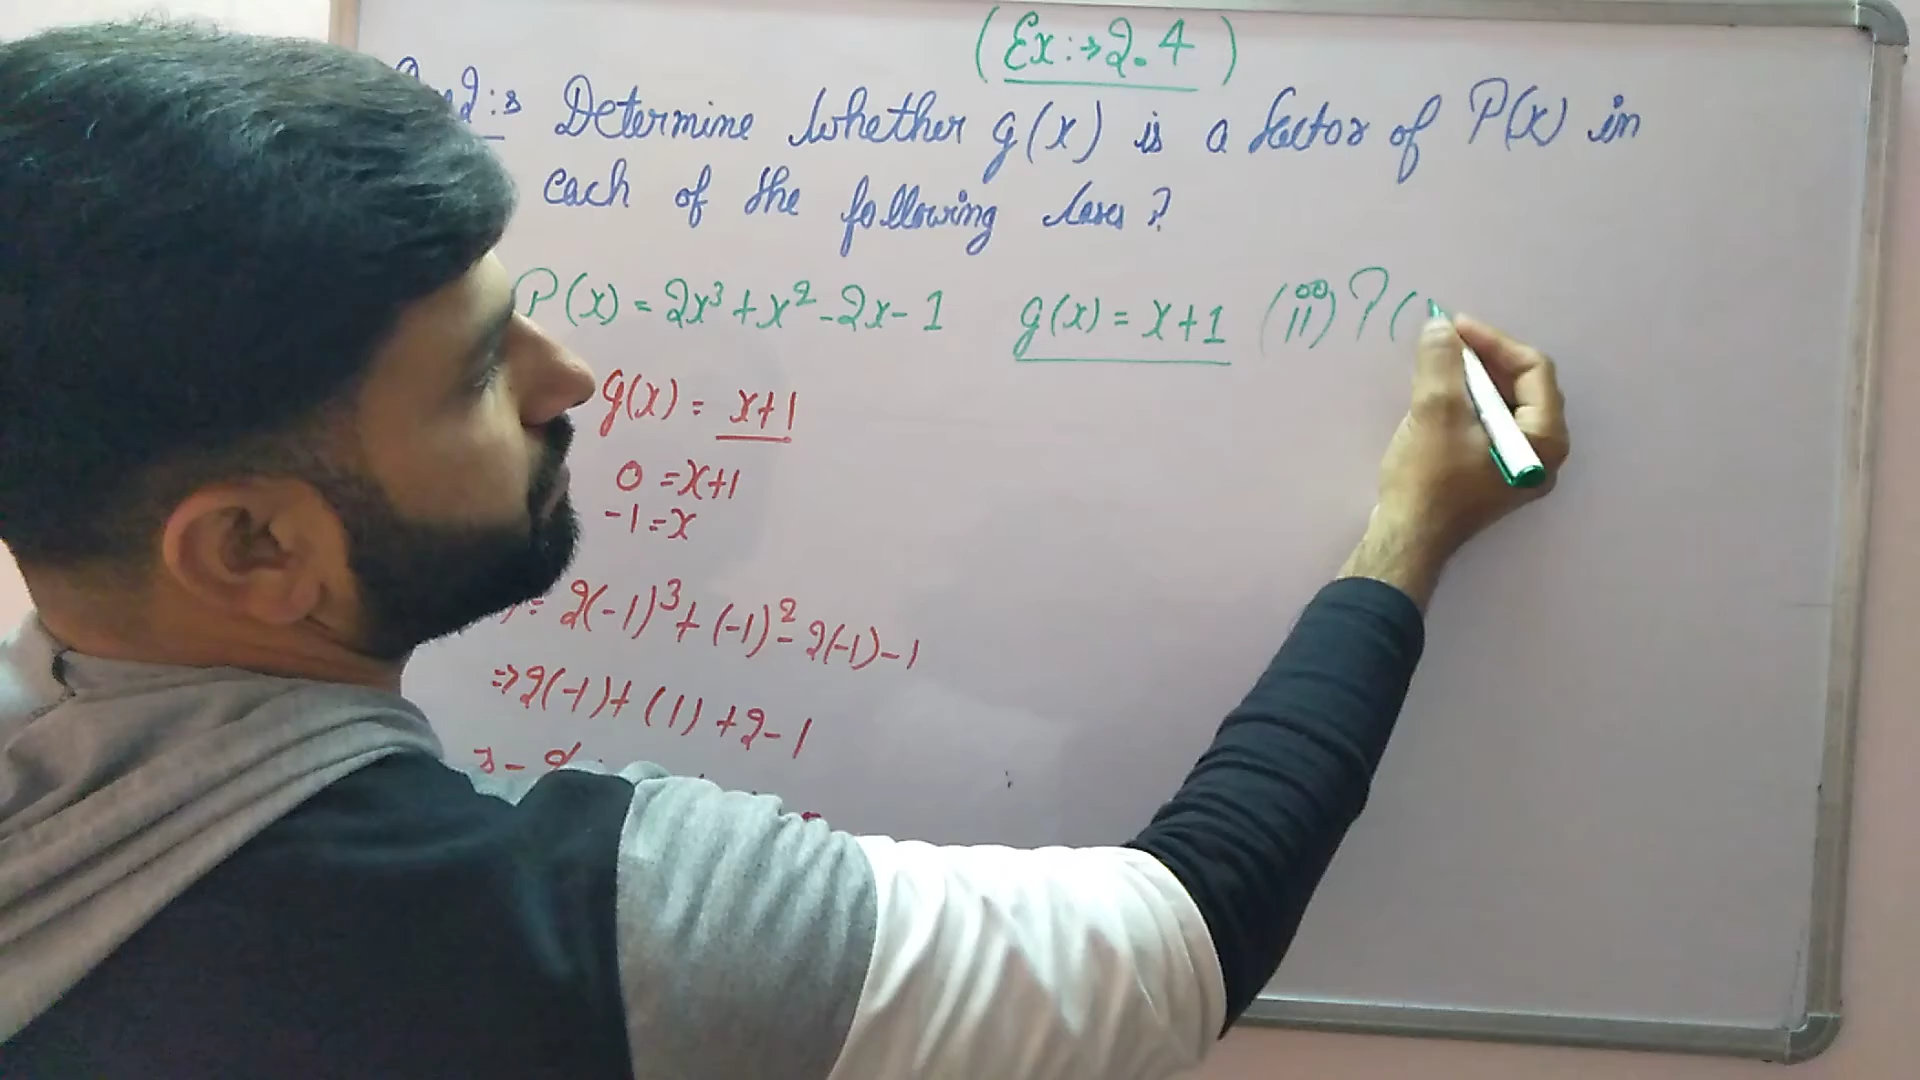 (Ex:→2.4)
Determine whether g(x) is a factor of P(x) in
each of the following cases?
P(x) = 2x³ + x² - 2x - 1 g(x) = x+1 (ii) P(
g(x) = x+1
0 = x+1
-1 = x
= 2(-1)³ + (-1)² - 2(-1) - 1
⇒ 2(-1) + (1) + 2 - 1